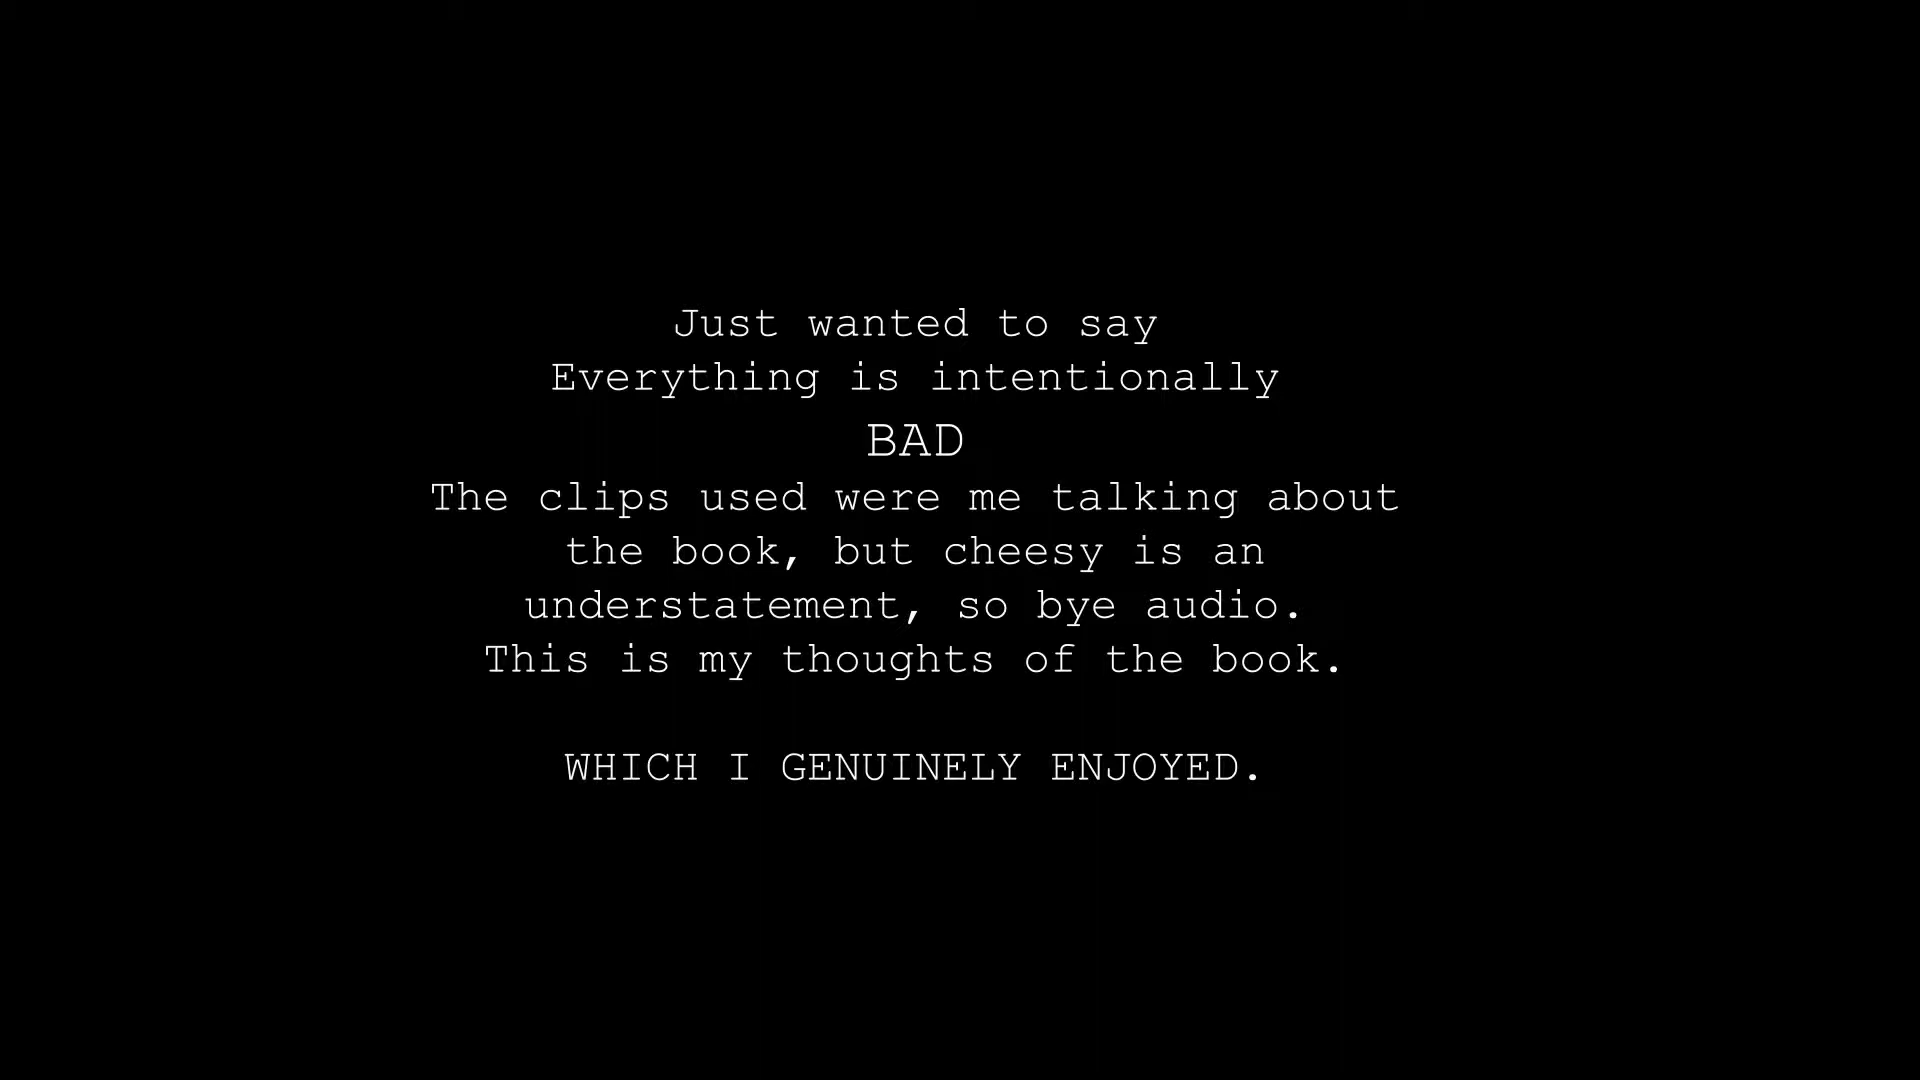 Just wanted to say
Everything is intentionally
BAD
The clips used were me talking about
the book, but cheesy is an
understatement, so bye audio.
This is my thoughts of the book.
WHICH I GENUINELY ENJOYED.